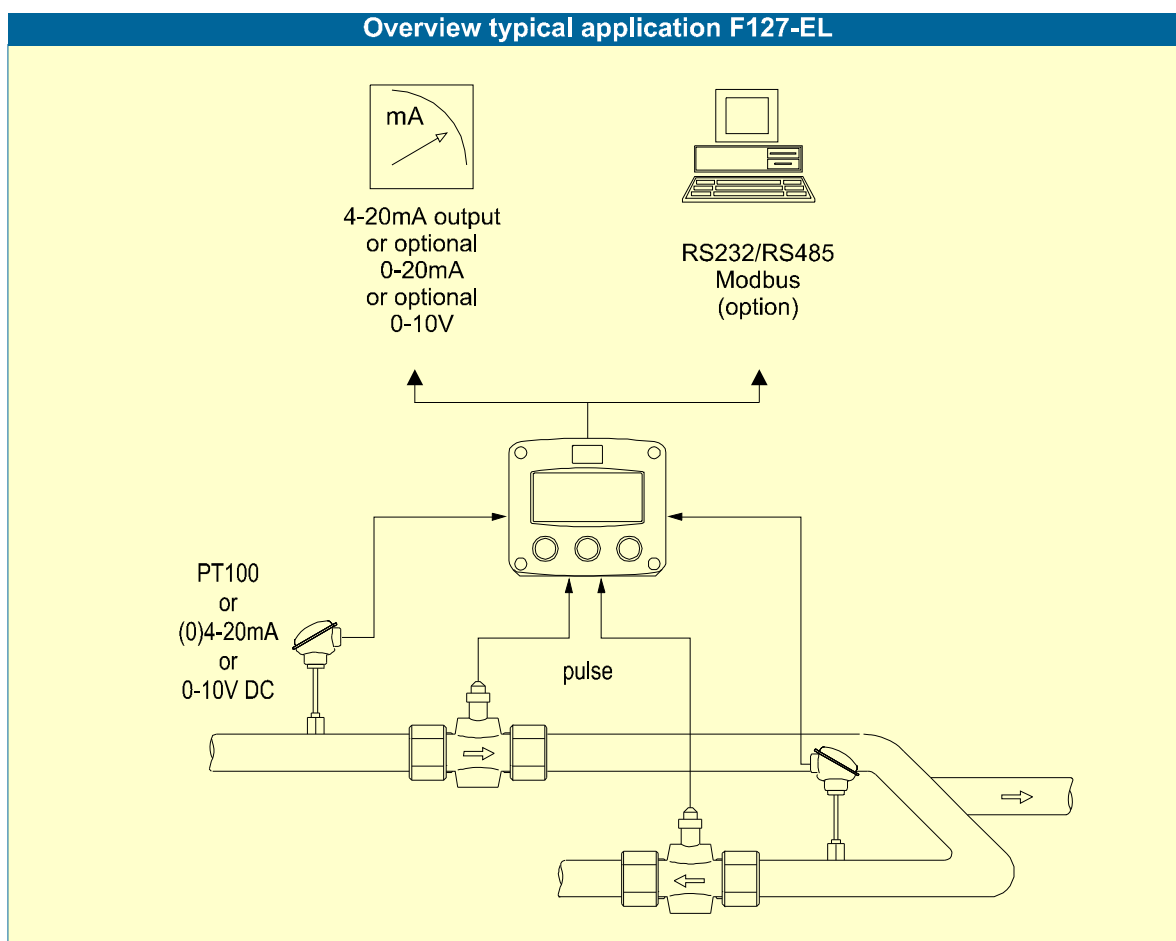 Overview typical application F127-EL
mA
4-20mA output
or optional
0-20mA
or optional
0-10V
RS232/RS485
Modbus
(option)
PT100
or
(0)4-20mA
or
0-10V DC
pulse